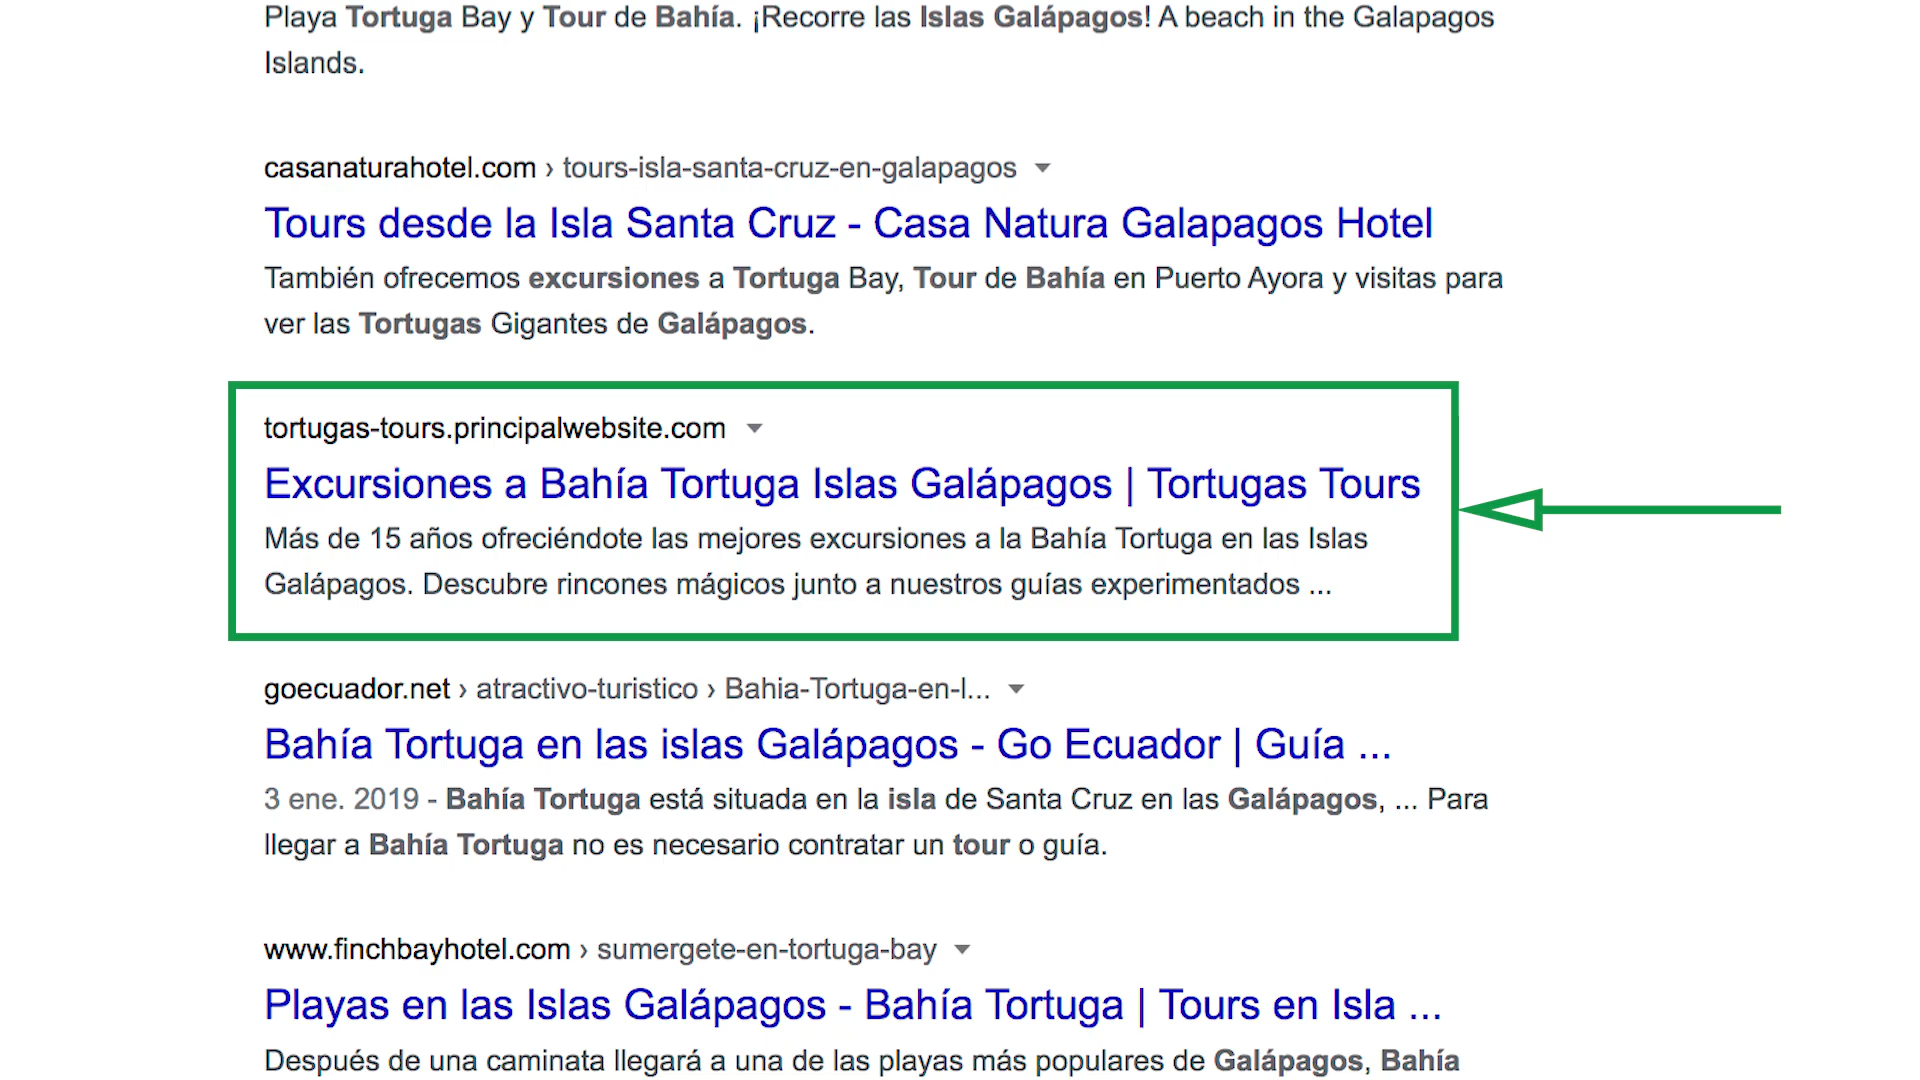 Playa Tortuga Bay y Tour de Bahía. ¡Recorre las Islas Galápagos! A beach in the Galapagos
Islands.
casanaturahotel.com › tours-isla-santa-cruz-en-galapagos
Tours desde la Isla Santa Cruz - Casa Natura Galapagos Hotel
También ofrecemos excursiones a Tortuga Bay, Tour de Bahía en Puerto Ayora y visitas para
ver las Tortugas Gigantes de Galápagos.
tortugas-tours.principalwebsite.com
Excursiones a Bahía Tortuga Islas Galápagos | Tortugas Tours
Más de 15 años ofreciéndote las mejores excursiones a la Bahía Tortuga en las Islas
Galápagos. Descubre rincones mágicos junto a nuestros guías experimentados ...
goecuador.net › atractivo-turistico › Bahia-Tortuga-en-l...
Bahía Tortuga en las islas Galápagos - Go Ecuador | Guía ...
3 ene. 2019 - Bahía Tortuga está situada en la isla de Santa Cruz en las Galápagos, ... Para
llegar a Bahía Tortuga no es necesario contratar un tour o guía.
www.finchbayhotel.com › sumergete-en-tortuga-bay
Playas en las Islas Galápagos - Bahía Tortuga | Tours en Isla ...
Después de una caminata llegará a una de las playas más populares de Galápagos, Bahía